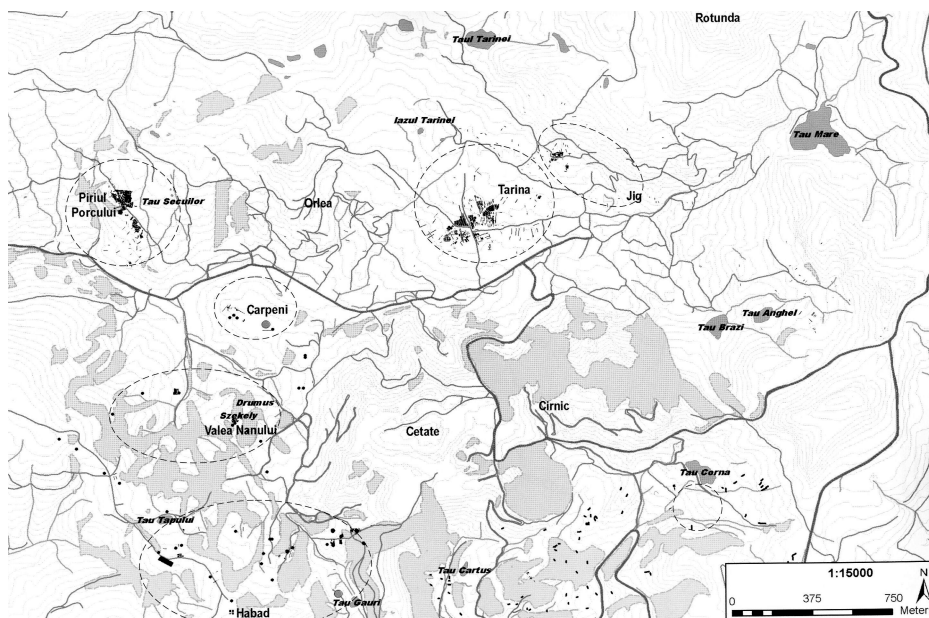 Rotunda
Taul Tarinei
Iazul Tarinei
Tau Mare
Piriul
Porcului
Tau Secuilor
Orlea
Tarina
Jig
Carpeni
Tau Anghel
Tau Brazi
Drumus
Szekely
Valea Nanului
Cetate
Cirnic
Tau Corna
Tau Tapului
Tau Cartus
Tau Gauri
Habad
1:15000
N
0 375 750
Meter